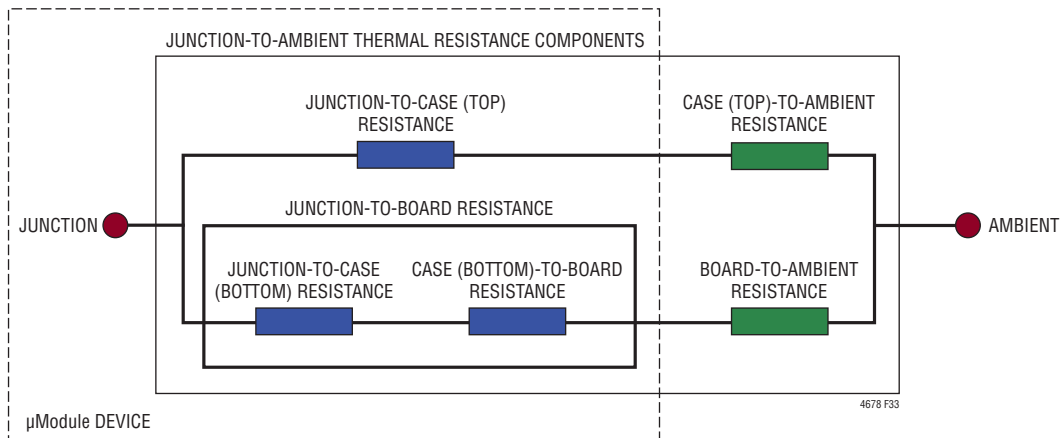 JUNCTION-TO-AMBIENT THERMAL RESISTANCE COMPONENTS
JUNCTION-TO-CASE (TOP)
RESISTANCE
CASE (TOP)-TO-AMBIENT
RESISTANCE
JUNCTION-TO-BOARD RESISTANCE
JUNCTION
AMBIENT
JUNCTION-TO-CASE
(BOTTOM) RESISTANCE
CASE (BOTTOM)-TO-BOARD
RESISTANCE
BOARD-TO-AMBIENT
RESISTANCE
4678 F33
µModule DEVICE